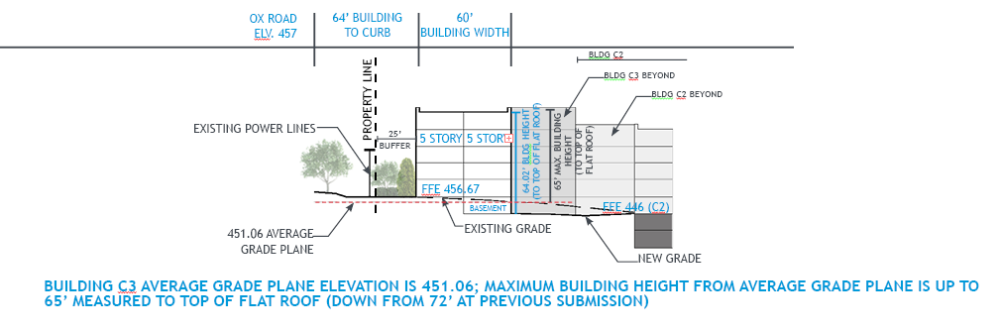 OX ROAD
ELV. 457
64' BUILDING
TO CURB
60'
BUILDING WIDTH
BLDG C2
BLDG C3 BEYOND
BLDG C2 BEYOND
PROPERTY LINE
EXISTING POWER LINES
25'
BUFFER
5 STORY
5 STORY
64.02' BLDG HEIGHT
(TO TOP OF FLAT ROOF)
65' MAX. BUILDING
HEIGHT
(TO TOP OF
FLAT ROOF)
FFE 456.67
BASEMENT
FFE 446 (C2)
451.06 AVERAGE
GRADE PLANE
EXISTING GRADE
NEW GRADE
BUILDING C3 AVERAGE GRADE PLANE ELEVATION IS 451.06; MAXIMUM BUILDING HEIGHT FROM AVERAGE GRADE PLANE IS UP TO
65' MEASURED TO TOP OF FLAT ROOF (DOWN FROM 72' AT PREVIOUS SUBMISSION)